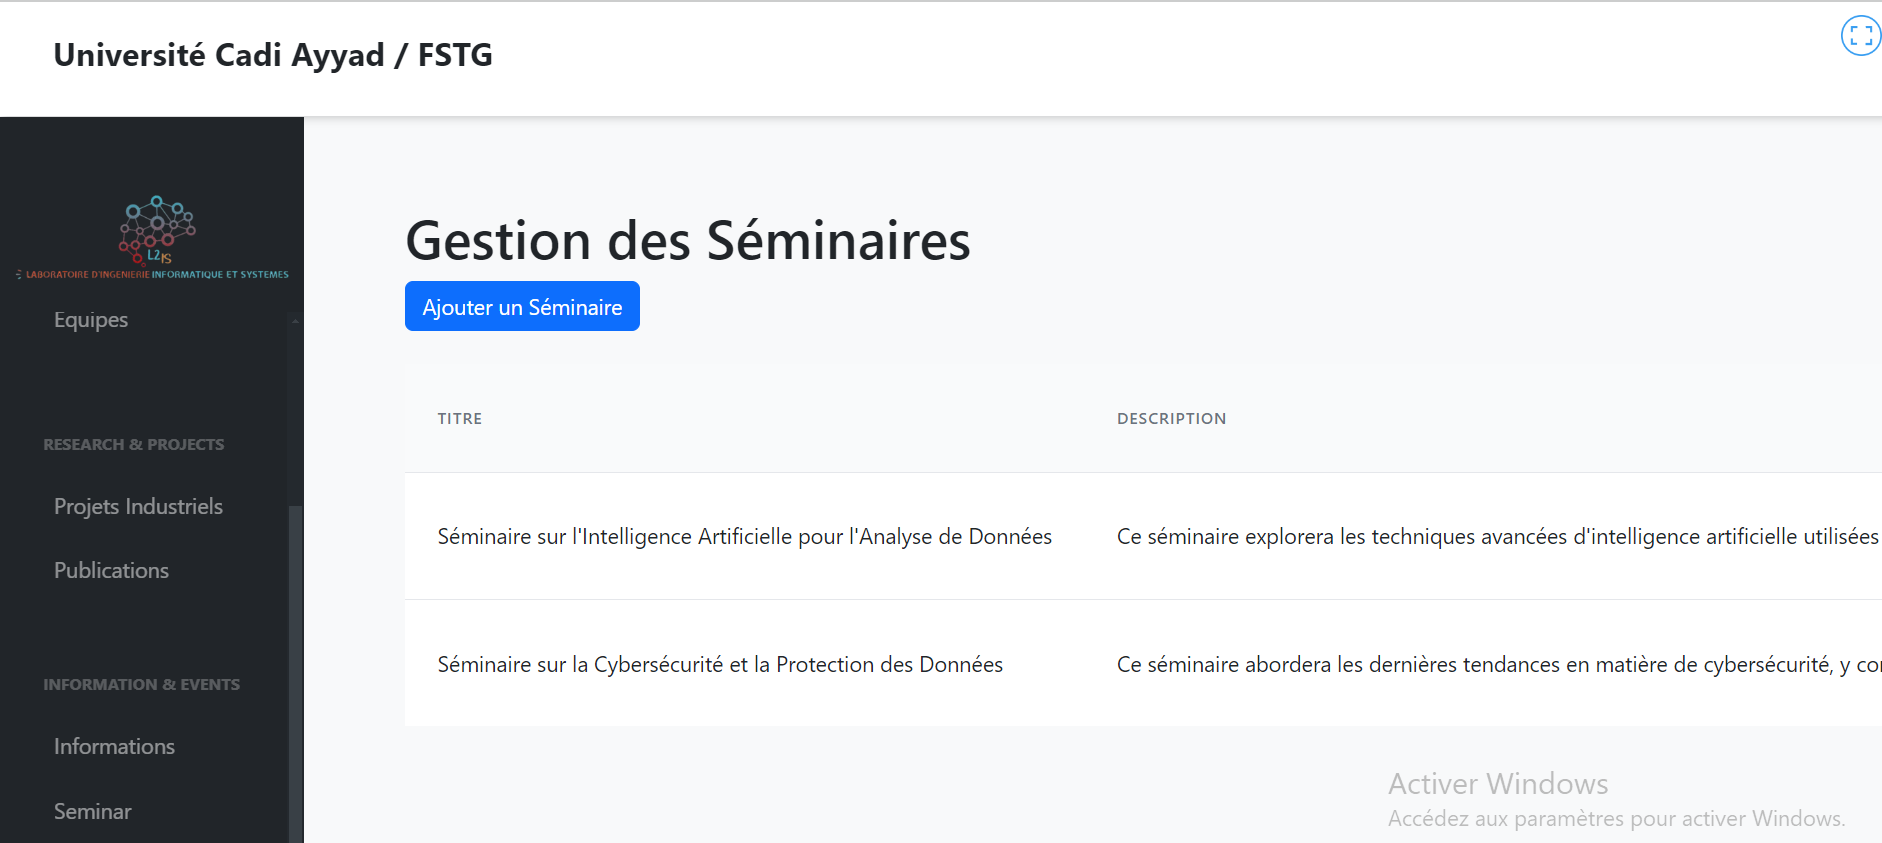 Université Cadi Ayyad / FSTG
L2IS
LABORATOIRE D'INGENIERIE INFORMATIQUE ET SYSTEMES
Equipes
RESEARCH & PROJECTS
Projets Industriels
Publications
INFORMATION & EVENTS
Informations
Seminar
Gestion des Séminaires
Ajouter un Séminaire
TITRE DESCRIPTION
Séminaire sur l'Intelligence Artificielle pour l'Analyse de Données Ce séminaire explorera les techniques avancées d'intelligence artificielle utilisées
Séminaire sur la Cybersécurité et la Protection des Données Ce séminaire abordera les dernières tendances en matière de cybersécurité, y
Activer Windows
Accédez aux paramètres pour activer Windows.